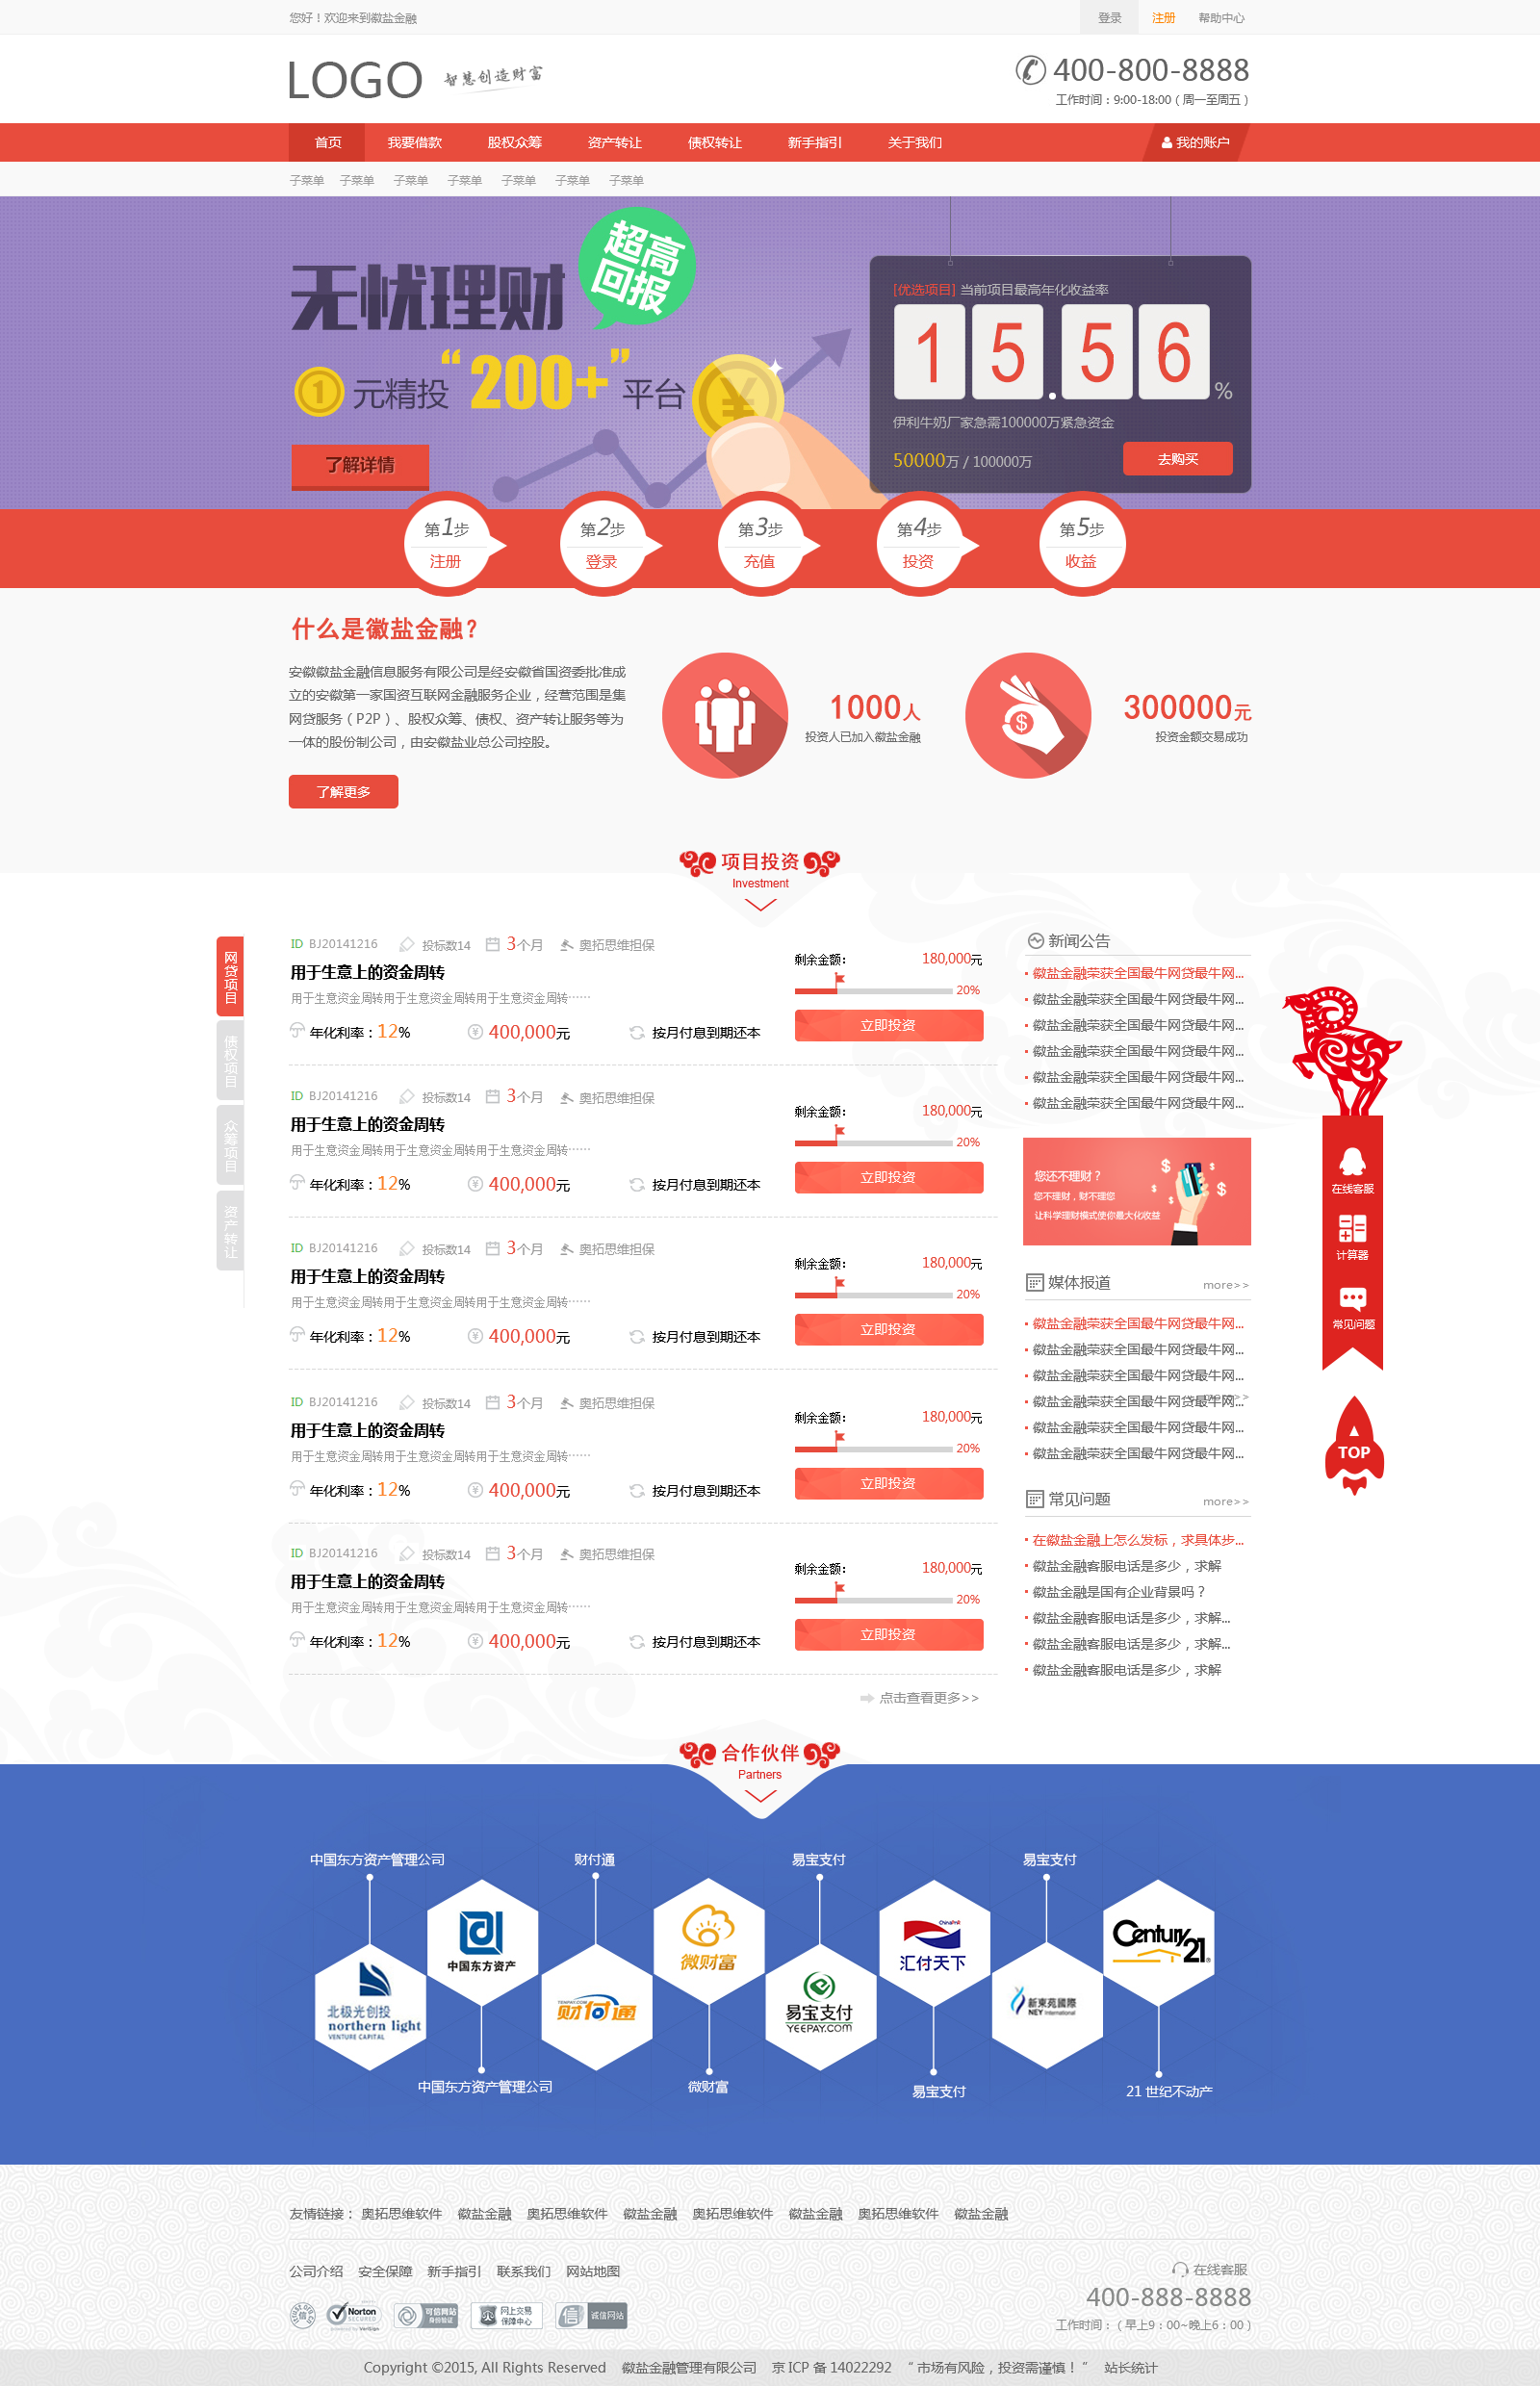 您好！欢迎来到徽盐金融
登录 注册 帮助中心
LOGO 智慧创造财富
400-800-8888
工作时间：9:00-18:00（周一至周五）
首页 我要借款 股权众筹 资产转让 债权转让 新手指引 关于我们 我的账户
子菜单 子菜单 子菜单 子菜单 子菜单 子菜单 子菜单
无忧理财
超高
回报
1元精投“200+”平台
了解详情
[优选项目] 当前项目最高年化收益率
15.56%
伊利牛奶厂家急需100000万紧急资金
50000万 / 100000万
去购买
第1步 第2步 第3步 第4步 第5步
注册 登录 充值 投资 收益
什么是徽盐金融？
安徽徽盐金融信息服务有限公司是经安徽省国资委批准成
立的安徽第一家国资互联网金融服务企业，经营范围是集
网贷服务（P2P）、股权众筹、债权、资产转让服务等为
一体的股份制公司，由安徽盐业总公司控股。
了解更多
1000人
投资人已加入徽盐金融
300000元
投资金额交易成功
项目投资
Investment
网贷项目
债权项目
众筹项目
资产转让
ID BJ20141216 投标数14 3个月 奥拓思维担保
用于生意上的资金周转
用于生意资金周转用于生意资金周转用于生意资金周转······
年化利率：12% 400,000元 按月付息到期还本
剩余金额： 180,000元
20%
立即投资
ID BJ20141216 投标数14 3个月 奥拓思维担保
用于生意上的资金周转
用于生意资金周转用于生意资金周转用于生意资金周转······
年化利率：12% 400,000元 按月付息到期还本
剩余金额： 180,000元
20%
立即投资
ID BJ20141216 投标数14 3个月 奥拓思维担保
用于生意上的资金周转
用于生意资金周转用于生意资金周转用于生意资金周转······
年化利率：12% 400,000元 按月付息到期还本
剩余金额： 180,000元
20%
立即投资
ID BJ20141216 投标数14 3个月 奥拓思维担保
用于生意上的资金周转
用于生意资金周转用于生意资金周转用于生意资金周转······
年化利率：12% 400,000元 按月付息到期还本
剩余金额： 180,000元
20%
立即投资
ID BJ20141216 投标数14 3个月 奥拓思维担保
用于生意上的资金周转
用于生意资金周转用于生意资金周转用于生意资金周转······
年化利率：12% 400,000元 按月付息到期还本
剩余金额： 180,000元
20%
立即投资
点击查看更多>>
新闻公告
徽盐金融荣获全国最牛网贷最牛网...
徽盐金融荣获全国最牛网贷最牛网...
徽盐金融荣获全国最牛网贷最牛网...
徽盐金融荣获全国最牛网贷最牛网...
徽盐金融荣获全国最牛网贷最牛网...
徽盐金融荣获全国最牛网贷最牛网...
您还不理财？
您不理财，财不理您
让科学理财模式使你最大化收益
媒体报道 more>>
徽盐金融荣获全国最牛网贷最牛网...
徽盐金融荣获全国最牛网贷最牛网...
徽盐金融荣获全国最牛网贷最牛网...
徽盐金融荣获全国最牛网贷最牛网...
徽盐金融荣获全国最牛网贷最牛网...
徽盐金融荣获全国最牛网贷最牛网...
常见问题 more>>
在徽盐金融上怎么发标，求具体步...
徽盐金融客服电话是多少，求解
徽盐金融是国有企业背景吗？
徽盐金融客服电话是多少，求解...
徽盐金融客服电话是多少，求解...
徽盐金融客服电话是多少，求解
在线客服
计算器
常见问题
TOP
合作伙伴
Partners
中国东方资产管理公司 财付通 易宝支付 易宝支付
中国东方资产
微财富
ChinaPnR
汇付天下
Century 21
北极光创投
northern light
VENTURE CAPITAL
TENPAY.COM
财付通
易宝支付
YEEPAY.COM
新東苑國際
NEY International
中国东方资产管理公司 微财富 易宝支付 21 世纪不动产
友情链接： 奥拓思维软件 徽盐金融 奥拓思维软件 徽盐金融 奥拓思维软件 徽盐金融 奥拓思维软件 徽盐金融
公司介绍 安全保障 新手指引 联系我们 网站地图
Norton
SECURED
powered by VeriSign
可信网站
身份验证
网上交易
保障中心
信 诚信网站
在线客服
400-888-8888
工作时间：（早上9：00~晚上6：00）
Copyright ©2015, All Rights Reserved 徽盐金融管理有限公司 京 ICP 备 14022292 “市场有风险，投资需谨慎！” 站长统计